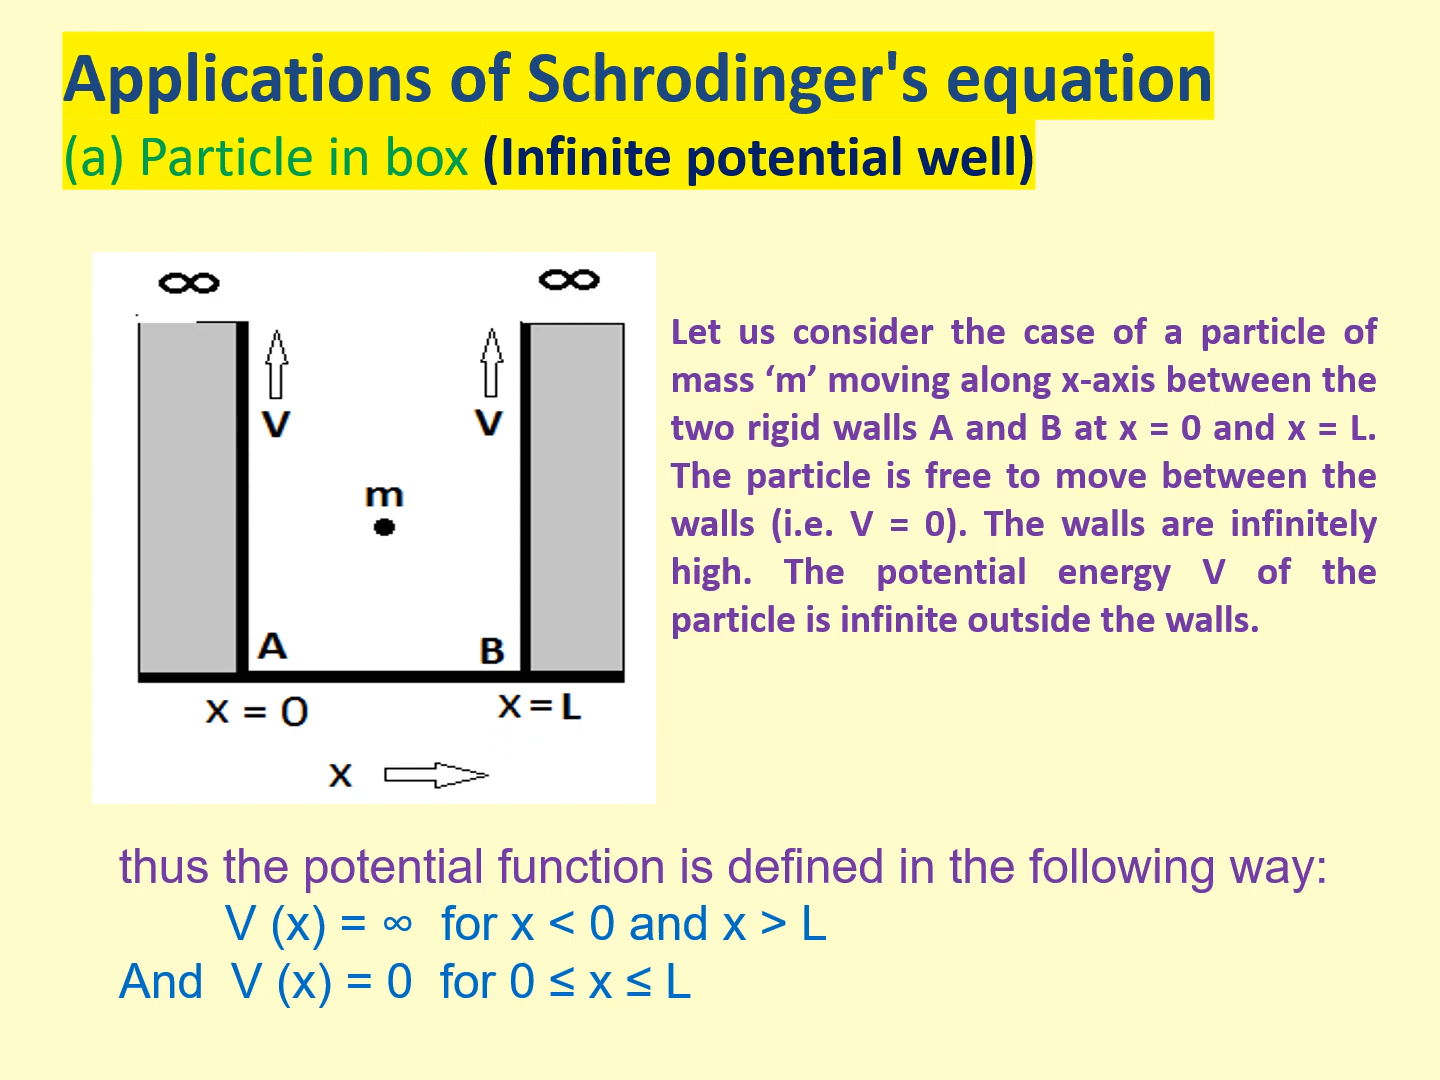 Applications of Schrodinger's equation
(a) Particle in box (Infinite potential well)
∞ ∞
V V
m
A B
x = 0 x = L
x
Let us consider the case of a particle of
mass ‘m’ moving along x-axis between the
two rigid walls A and B at x = 0 and x = L.
The particle is free to move between the
walls (i.e. V = 0). The walls are infinitely
high. The potential energy V of the
particle is infinite outside the walls.
thus the potential function is defined in the following way:
V (x) = ∞ for x < 0 and x > L
And V (x) = 0 for 0 ≤ x ≤ L